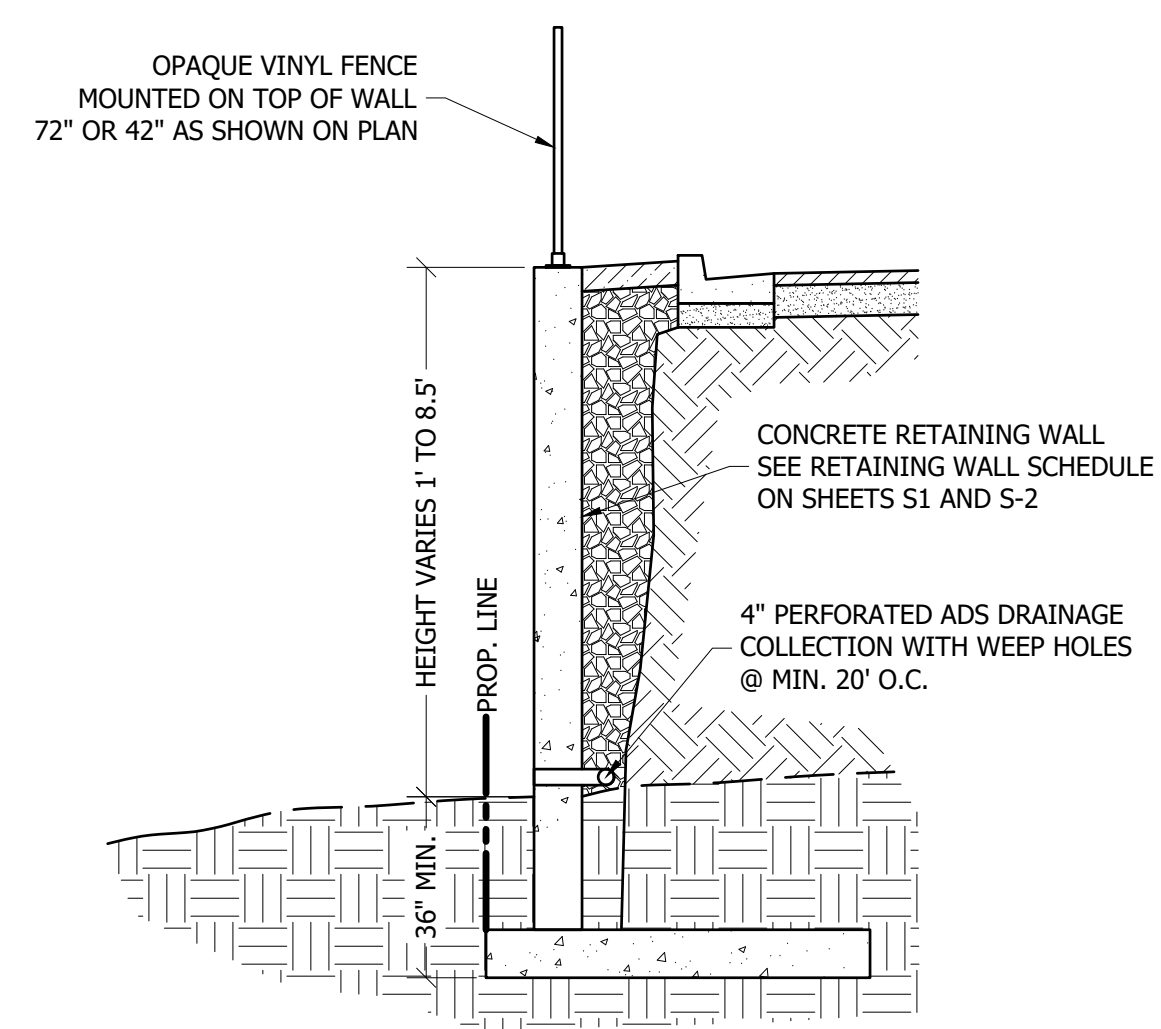 OPAQUE VINYL FENCE
MOUNTED ON TOP OF WALL
72" OR 42" AS SHOWN ON PLAN
HEIGHT VARIES 1' TO 8.5'
PROP. LINE
36" MIN.
CONCRETE RETAINING WALL
SEE RETAINING WALL SCHEDULE
ON SHEETS S1 AND S-2
4" PERFORATED ADS DRAINAGE
COLLECTION WITH WEEP HOLES
@ MIN. 20' O.C.